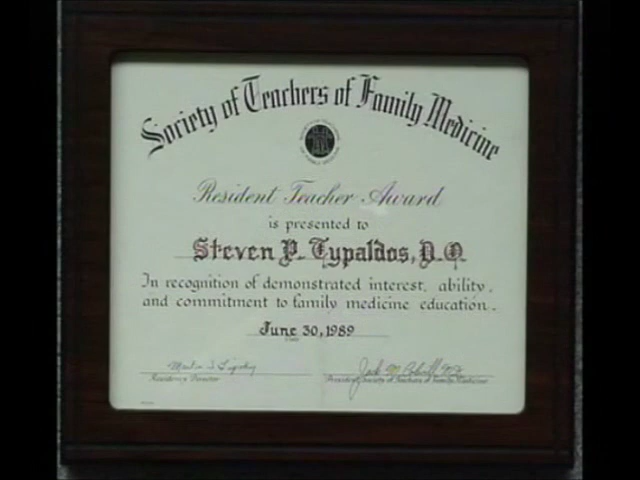 Society of Teachers of Family Medicine
Resident Teacher Award
is presented to
Steven P. Typaldos, D.O.
In recognition of demonstrated interest, ability,
and commitment to family medicine education.
June 30, 1989
Residency Director
President, Society of Teachers of Family Medicine